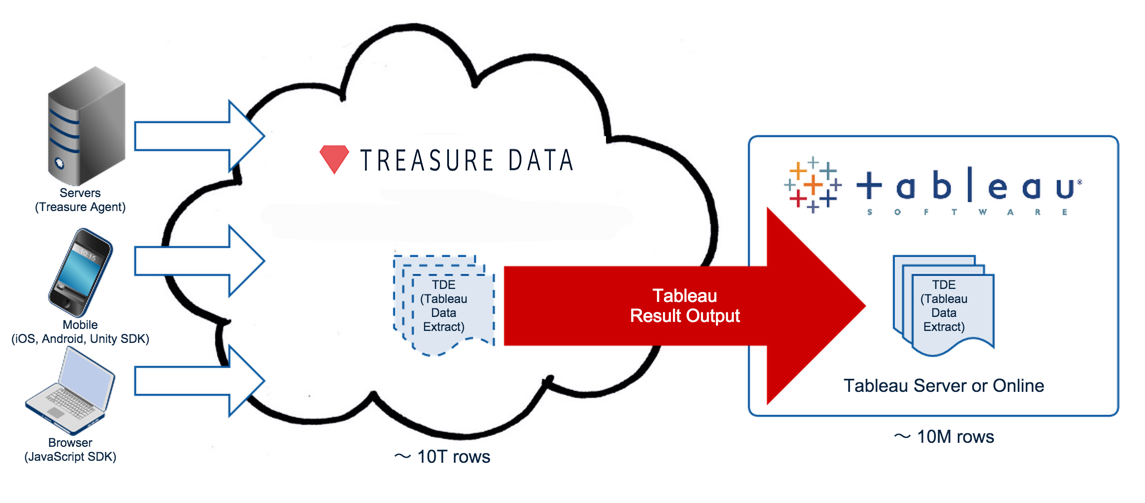 Servers
(Treasure Agent)
Mobile
(iOS, Android, Unity SDK)
Browser
(JavaScript SDK)
TREASURE DATA
TDE
(Tableau
Data
Extract)
~ 10T rows
Tableau
Result Output
+ableau®
SOFTWARE
TDE
(Tableau
Data
Extract)
Tableau Server or Online
~ 10M rows